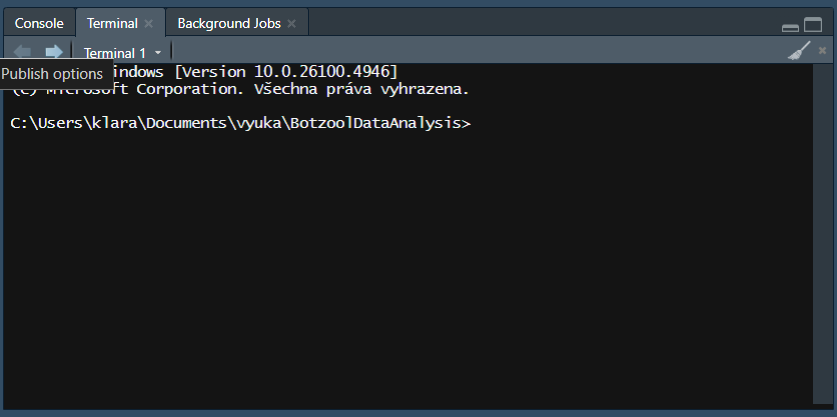 Console Terminal Background Jobs
Terminal 1
Publish options
indows [Version 10.0.26100.4946]
(c) Microsoft Corporation. Všechna práva vyhrazena.
C:\Users\klara\Documents\vyuka\BotzoolDataAnalysis>